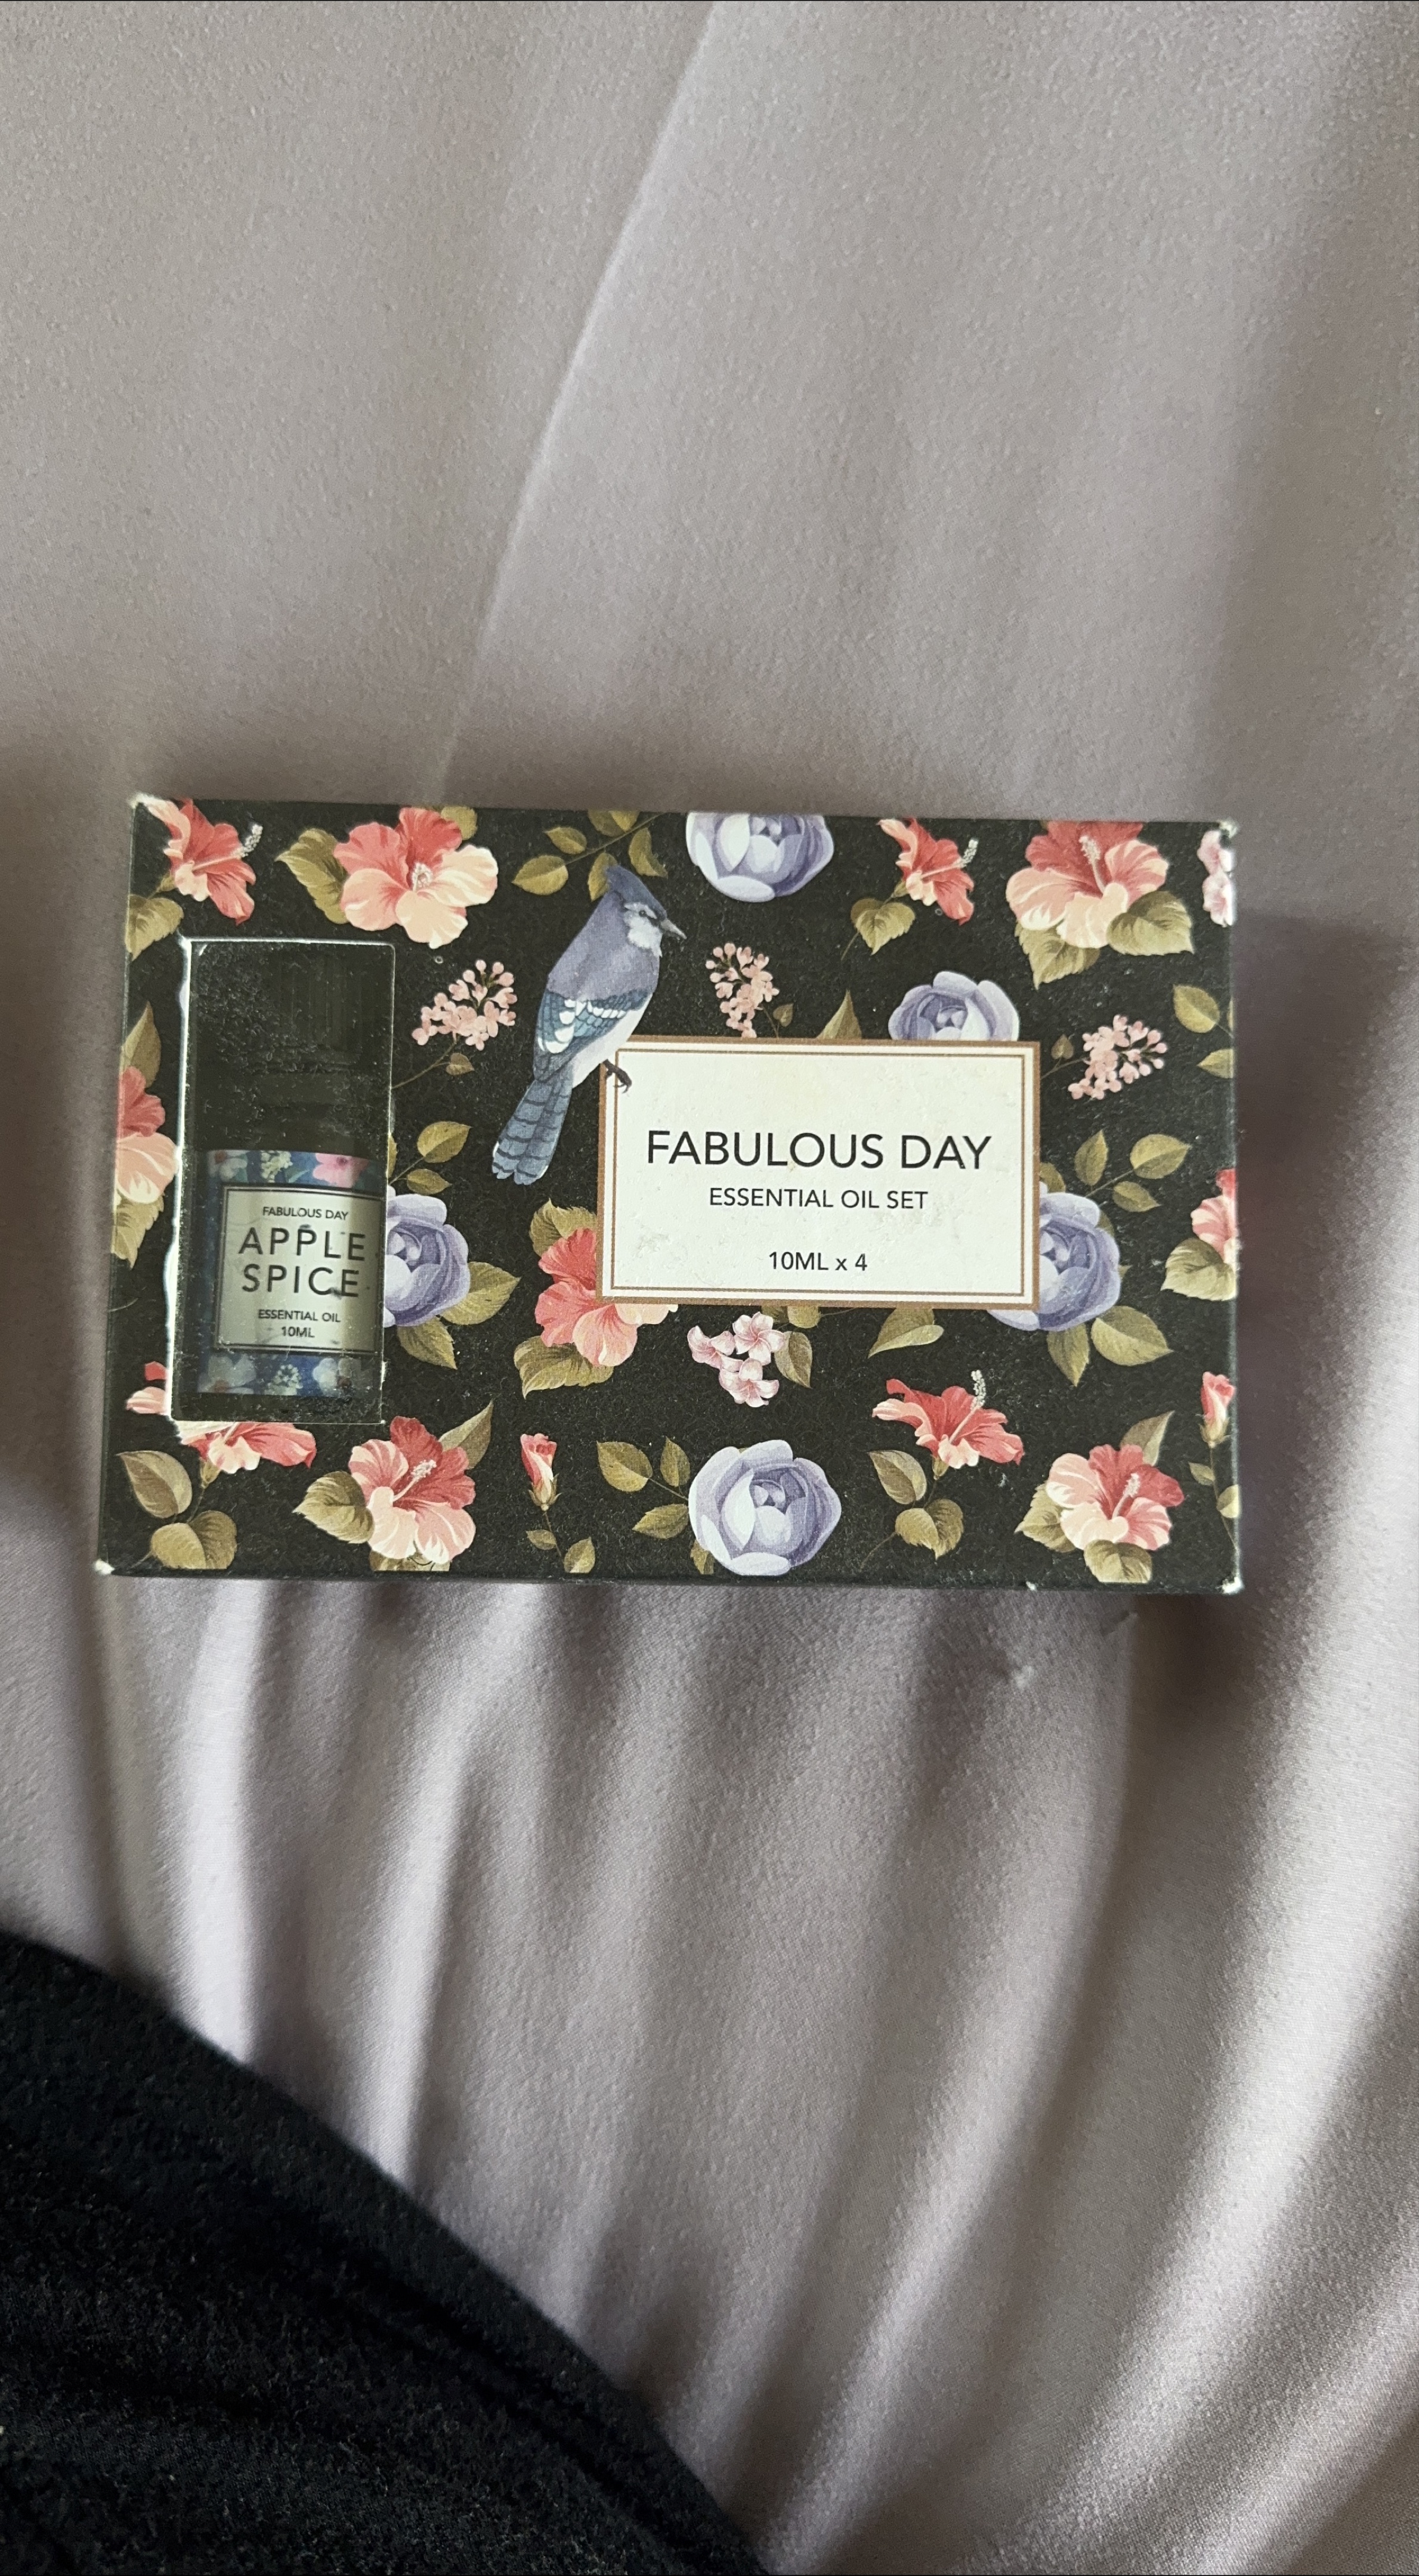 FABULOUS DAY
APPLE
SPICE
ESSENTIAL OIL
10ML
FABULOUS DAY
ESSENTIAL OIL SET
10ML x 4